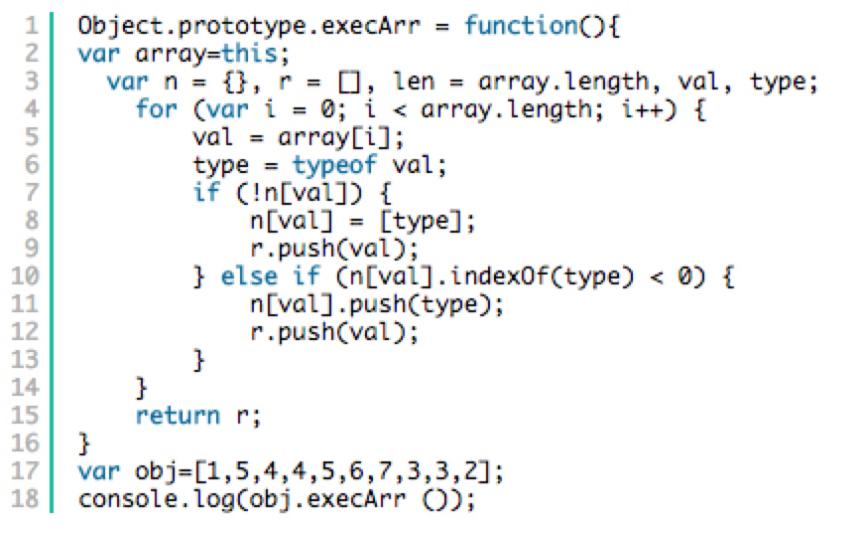 1 Object.prototype.execArr = function(){
2 var array=this;
3 var n = {}, r = [], len = array.length, val, type;
4 for (var i = 0; i < array.length; i++) {
5 val = array[i];
6 type = typeof val;
7 if (!n[val]) {
8 n[val] = [type];
9 r.push(val);
10 } else if (n[val].indexOf(type) < 0) {
11 n[val].push(type);
12 r.push(val);
13 }
14 }
15 return r;
16 }
17 var obj=[1,5,4,4,5,6,7,3,3,2];
18 console.log(obj.execArr ());